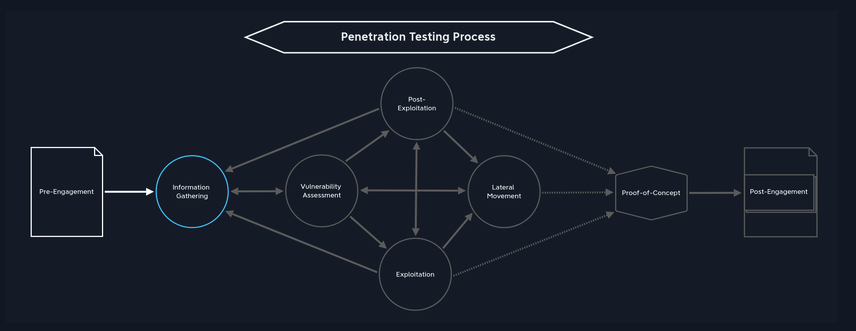 Penetration Testing Process
Post-
Exploitation
Pre-Engagement
Information
Gathering
Vulnerability
Assessment
Lateral
Movement
Proof-of-Concept
Post-Engagement
Exploitation